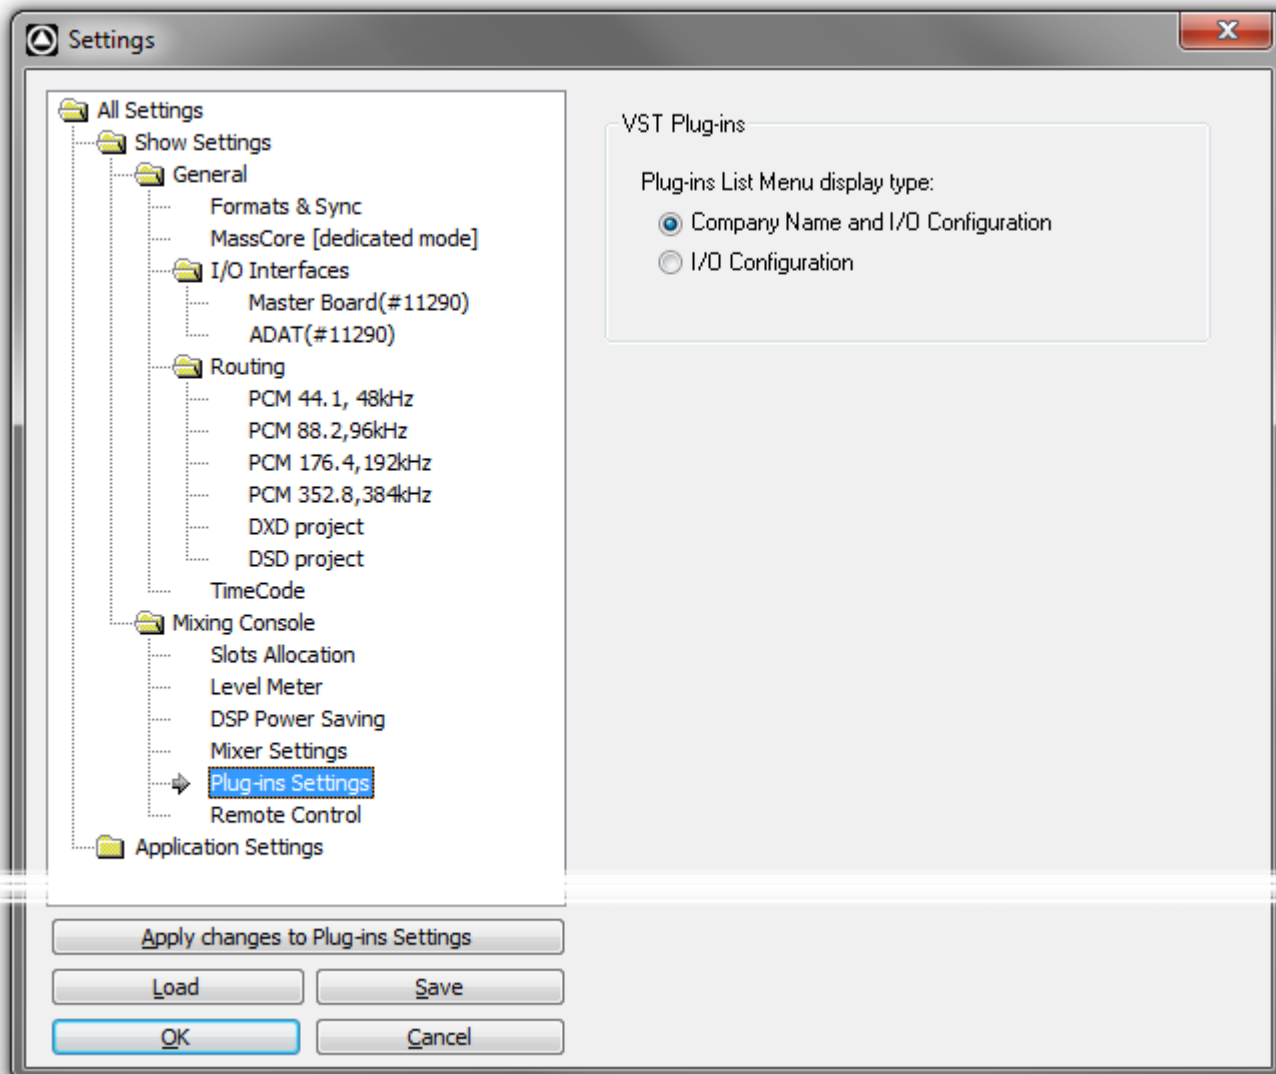 Settings
All Settings
Show Settings
General
Formats & Sync
MassCore [dedicated mode]
I/O Interfaces
Master Board(#11290)
ADAT(#11290)
Routing
PCM 44.1, 48kHz
PCM 88.2,96kHz
PCM 176.4,192kHz
PCM 352.8,384kHz
DXD project
DSD project
TimeCode
Mixing Console
Slots Allocation
Level Meter
DSP Power Saving
Mixer Settings
Plug-ins Settings
Remote Control
Application Settings
Apply changes to Plug-ins Settings
Load
Save
OK
Cancel
VST Plug-ins
Plug-ins List Menu display type:
Company Name and I/O Configuration
I/O Configuration